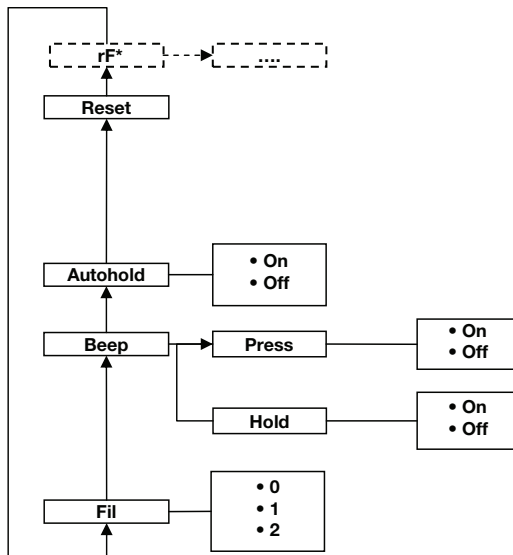 rF*
....
Reset
Autohold
• On
• Off
Beep
Press
• On
• Off
Hold
• On
• Off
Fil
• 0
• 1
• 2